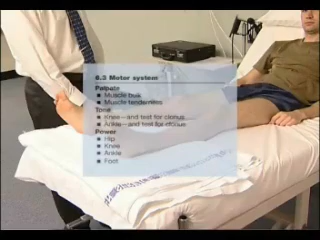 6.3 Motor system
Palpate
■ Muscle bulk
■ Muscle tenderness
Tone
■ Knee—and test for clonus
■ Ankle—and test for clonus
Power
■ Hip
■ Knee
■ Ankle
■ Foot